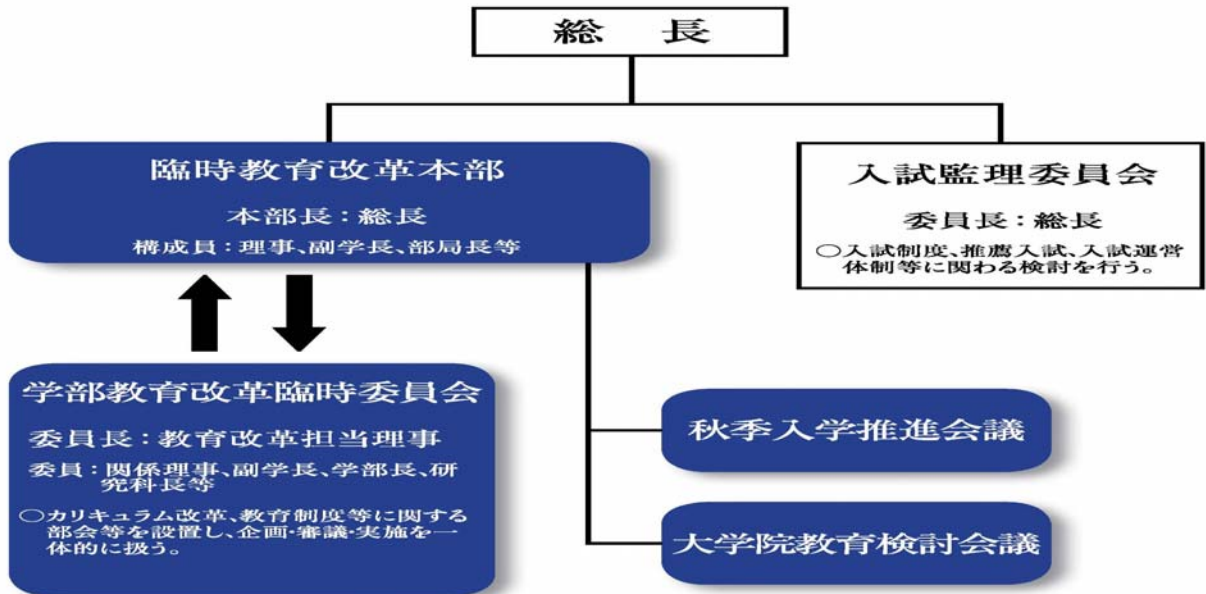 総長
臨時教育改革本部
本部長：総長
構成員：理事、副学長、部局長等
入試監理委員会
委員長：総長
○入試制度、推薦入試、入試運営
体制等に関わる検討を行う。
学部教育改革臨時委員会
委員長：教育改革担当理事
委員：関係理事、副学長、学部長、研
究科長等
○カリキュラム改革、教育制度等に関する
部会等を設置し、企画・審議・実施を一
体的に扱う。
秋季入学推進会議
大学院教育検討会議